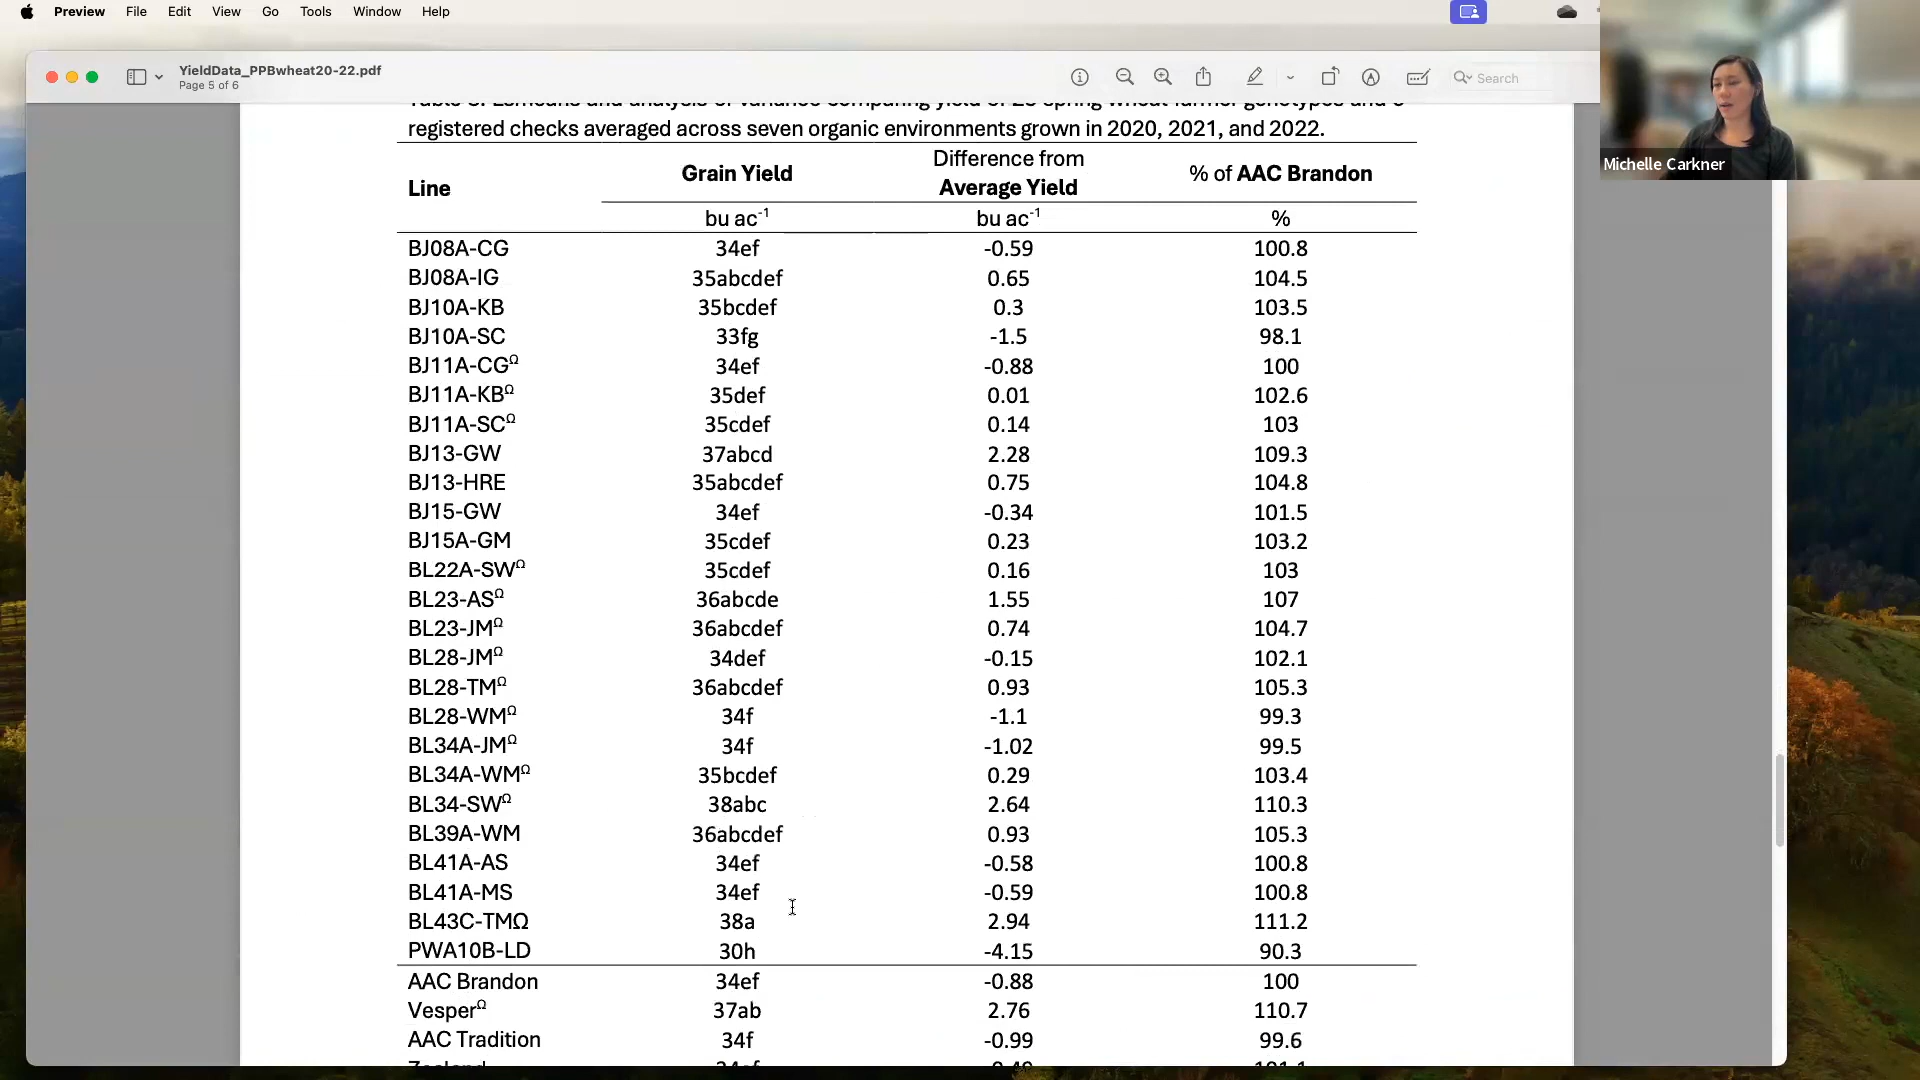 Preview File Edit View Go Tools Window Help
YieldData_PPBwheat20-22.pdf
Page 5 of 6
Search
Michelle Carkner
registered checks averaged across seven organic environments grown in 2020, 2021, and 2022.
Line Grain Yield Difference from Average Yield % of AAC Brandon
bu ac-1 bu ac-1 %
BJ08A-CG 34ef -0.59 100.8
BJ08A-IG 35abcdef 0.65 104.5
BJ10A-KB 35bcdef 0.3 103.5
BJ10A-SC 33fg -1.5 98.1
BJ11A-CGΩ 34ef -0.88 100
BJ11A-KBΩ 35def 0.01 102.6
BJ11A-SCΩ 35cdef 0.14 103
BJ13-GW 37abcd 2.28 109.3
BJ13-HRE 35abcdef 0.75 104.8
BJ15-GW 34ef -0.34 101.5
BJ15A-GM 35cdef 0.23 103.2
BL22A-SWΩ 35cdef 0.16 103
BL23-ASΩ 36abcde 1.55 107
BL23-JMΩ 36abcdef 0.74 104.7
BL28-JMΩ 34def -0.15 102.1
BL28-TMΩ 36abcdef 0.93 105.3
BL28-WMΩ 34f -1.1 99.3
BL34A-JMΩ 34f -1.02 99.5
BL34A-WMΩ 35bcdef 0.29 103.4
BL34-SWΩ 38abc 2.64 110.3
BL39A-WM 36abcdef 0.93 105.3
BL41A-AS 34ef -0.58 100.8
BL41A-MS 34ef -0.59 100.8
BL43C-TMΩ 38a 2.94 111.2
PWA10B-LD 30h -4.15 90.3
AAC Brandon 34ef -0.88 100
VesperΩ 37ab 2.76 110.7
AAC Tradition 34f -0.99 99.6